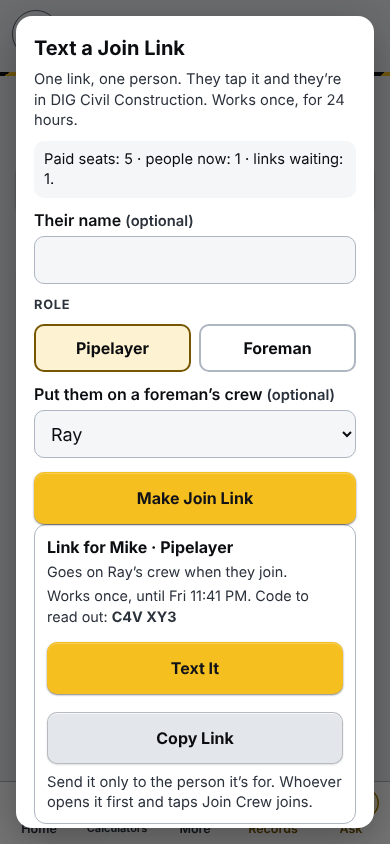 Text a Join Link
One link, one person. They tap it and they’re
in DIG Civil Construction. Works once, for 24
hours.
Paid seats: 5 · people now: 1 · links waiting:
1.
Their name (optional)
ROLE
Pipelayer
Foreman
Put them on a foreman’s crew (optional)
Ray
Make Join Link
Link for Mike · Pipelayer
Goes on Ray’s crew when they join.
Works once, until Fri 11:41 PM. Code to
read out: C4V XY3
Text It
Copy Link
Send it only to the person it’s for. Whoever
opens it first and taps Join Crew joins.
Home
Calculators
More
Records
Ask